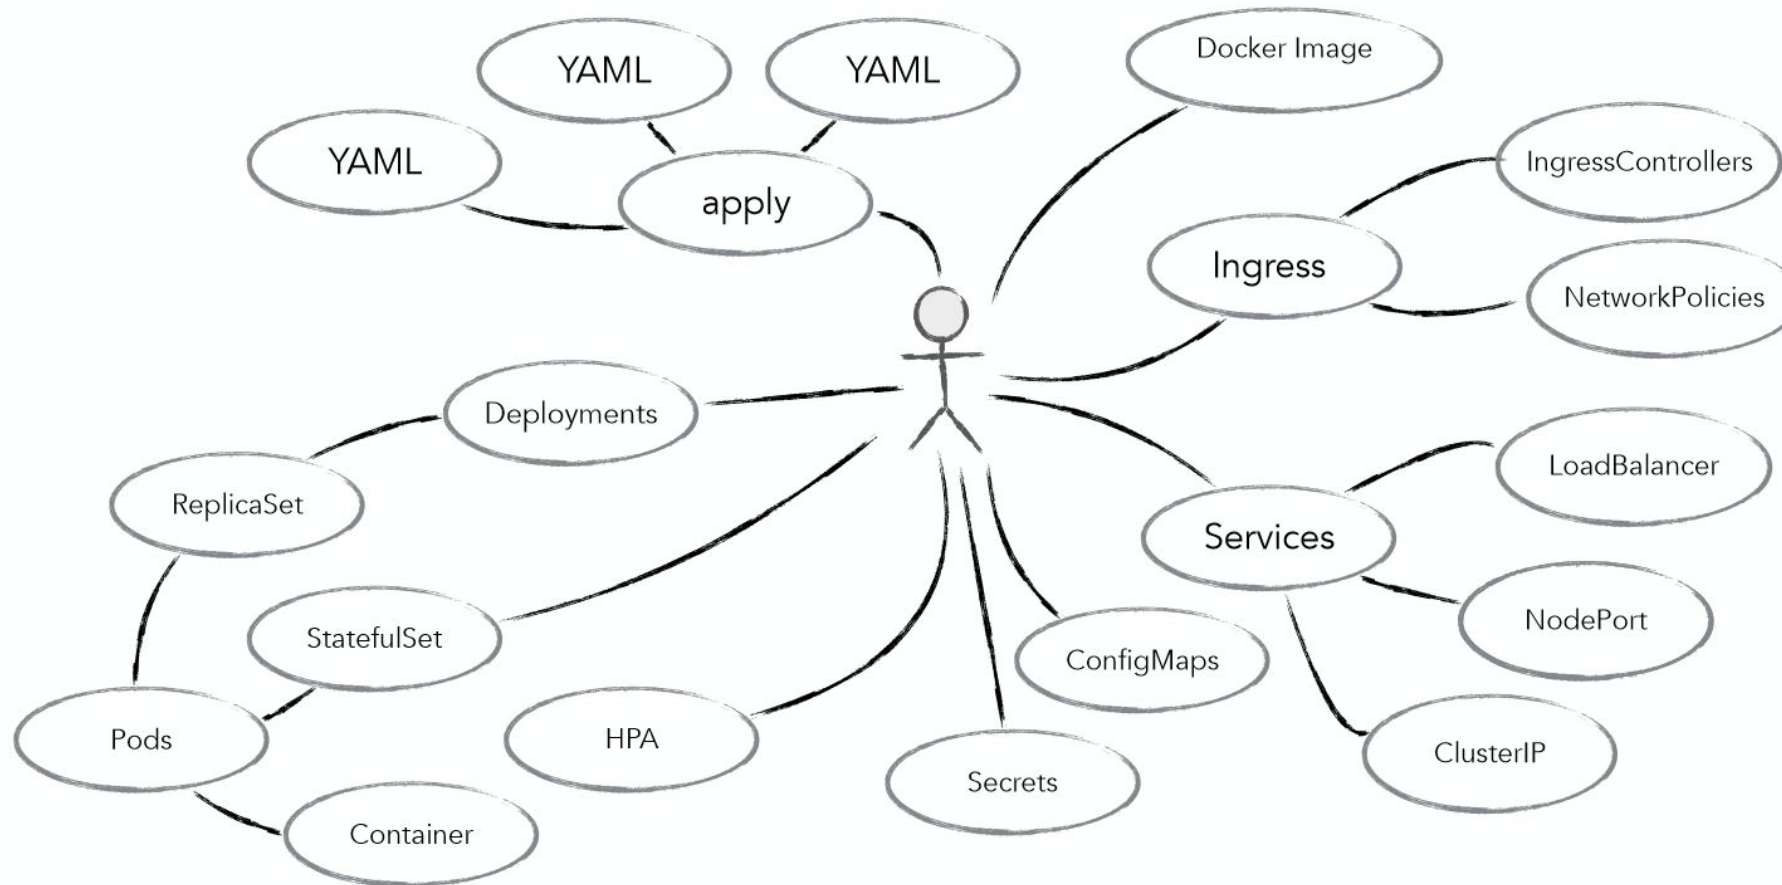 YAML
YAML
Docker Image
YAML
IngressControllers
apply
Ingress
NetworkPolicies
Deployments
LoadBalancer
ReplicaSet
Services
NodePort
StatefulSet
ConfigMaps
Pods
HPA
ClusterIP
Secrets
Container